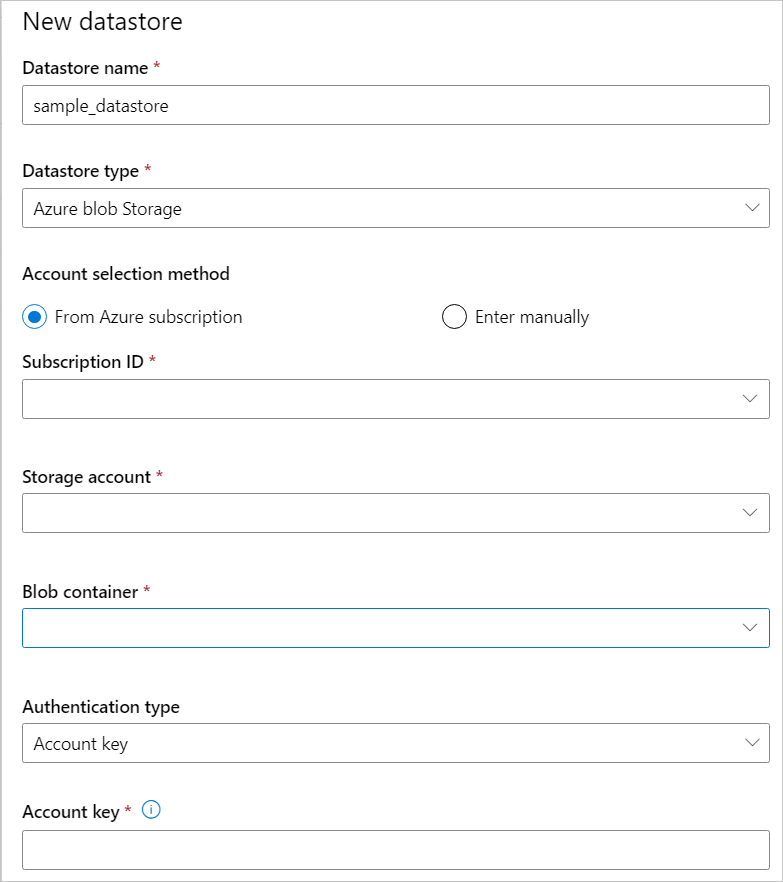 New datastore
Datastore name *
sample_datastore
Datastore type *
Azure blob Storage
Account selection method
From Azure subscription Enter manually
Subscription ID *
Storage account *
Blob container *
Authentication type
Account key
Account key * i